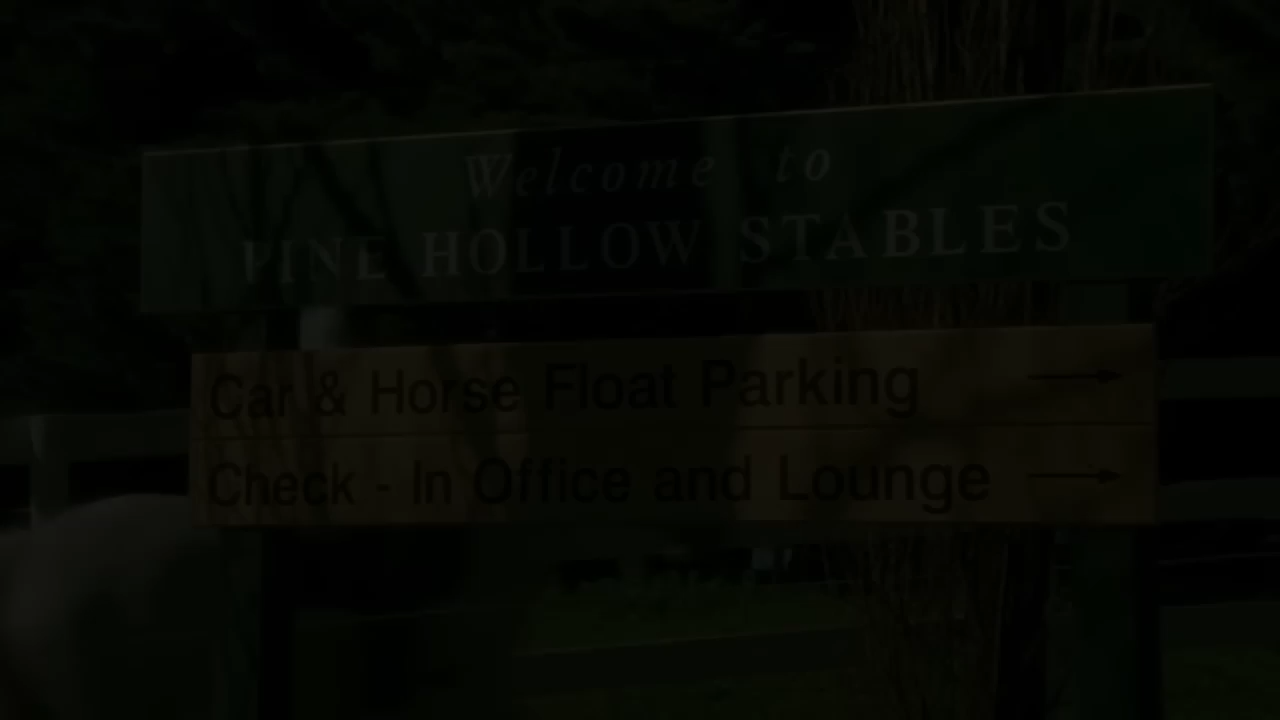 Welcome to
PINE HOLLOW STABLES
Car & Horse Float Parking
Check - In Office and Lounge